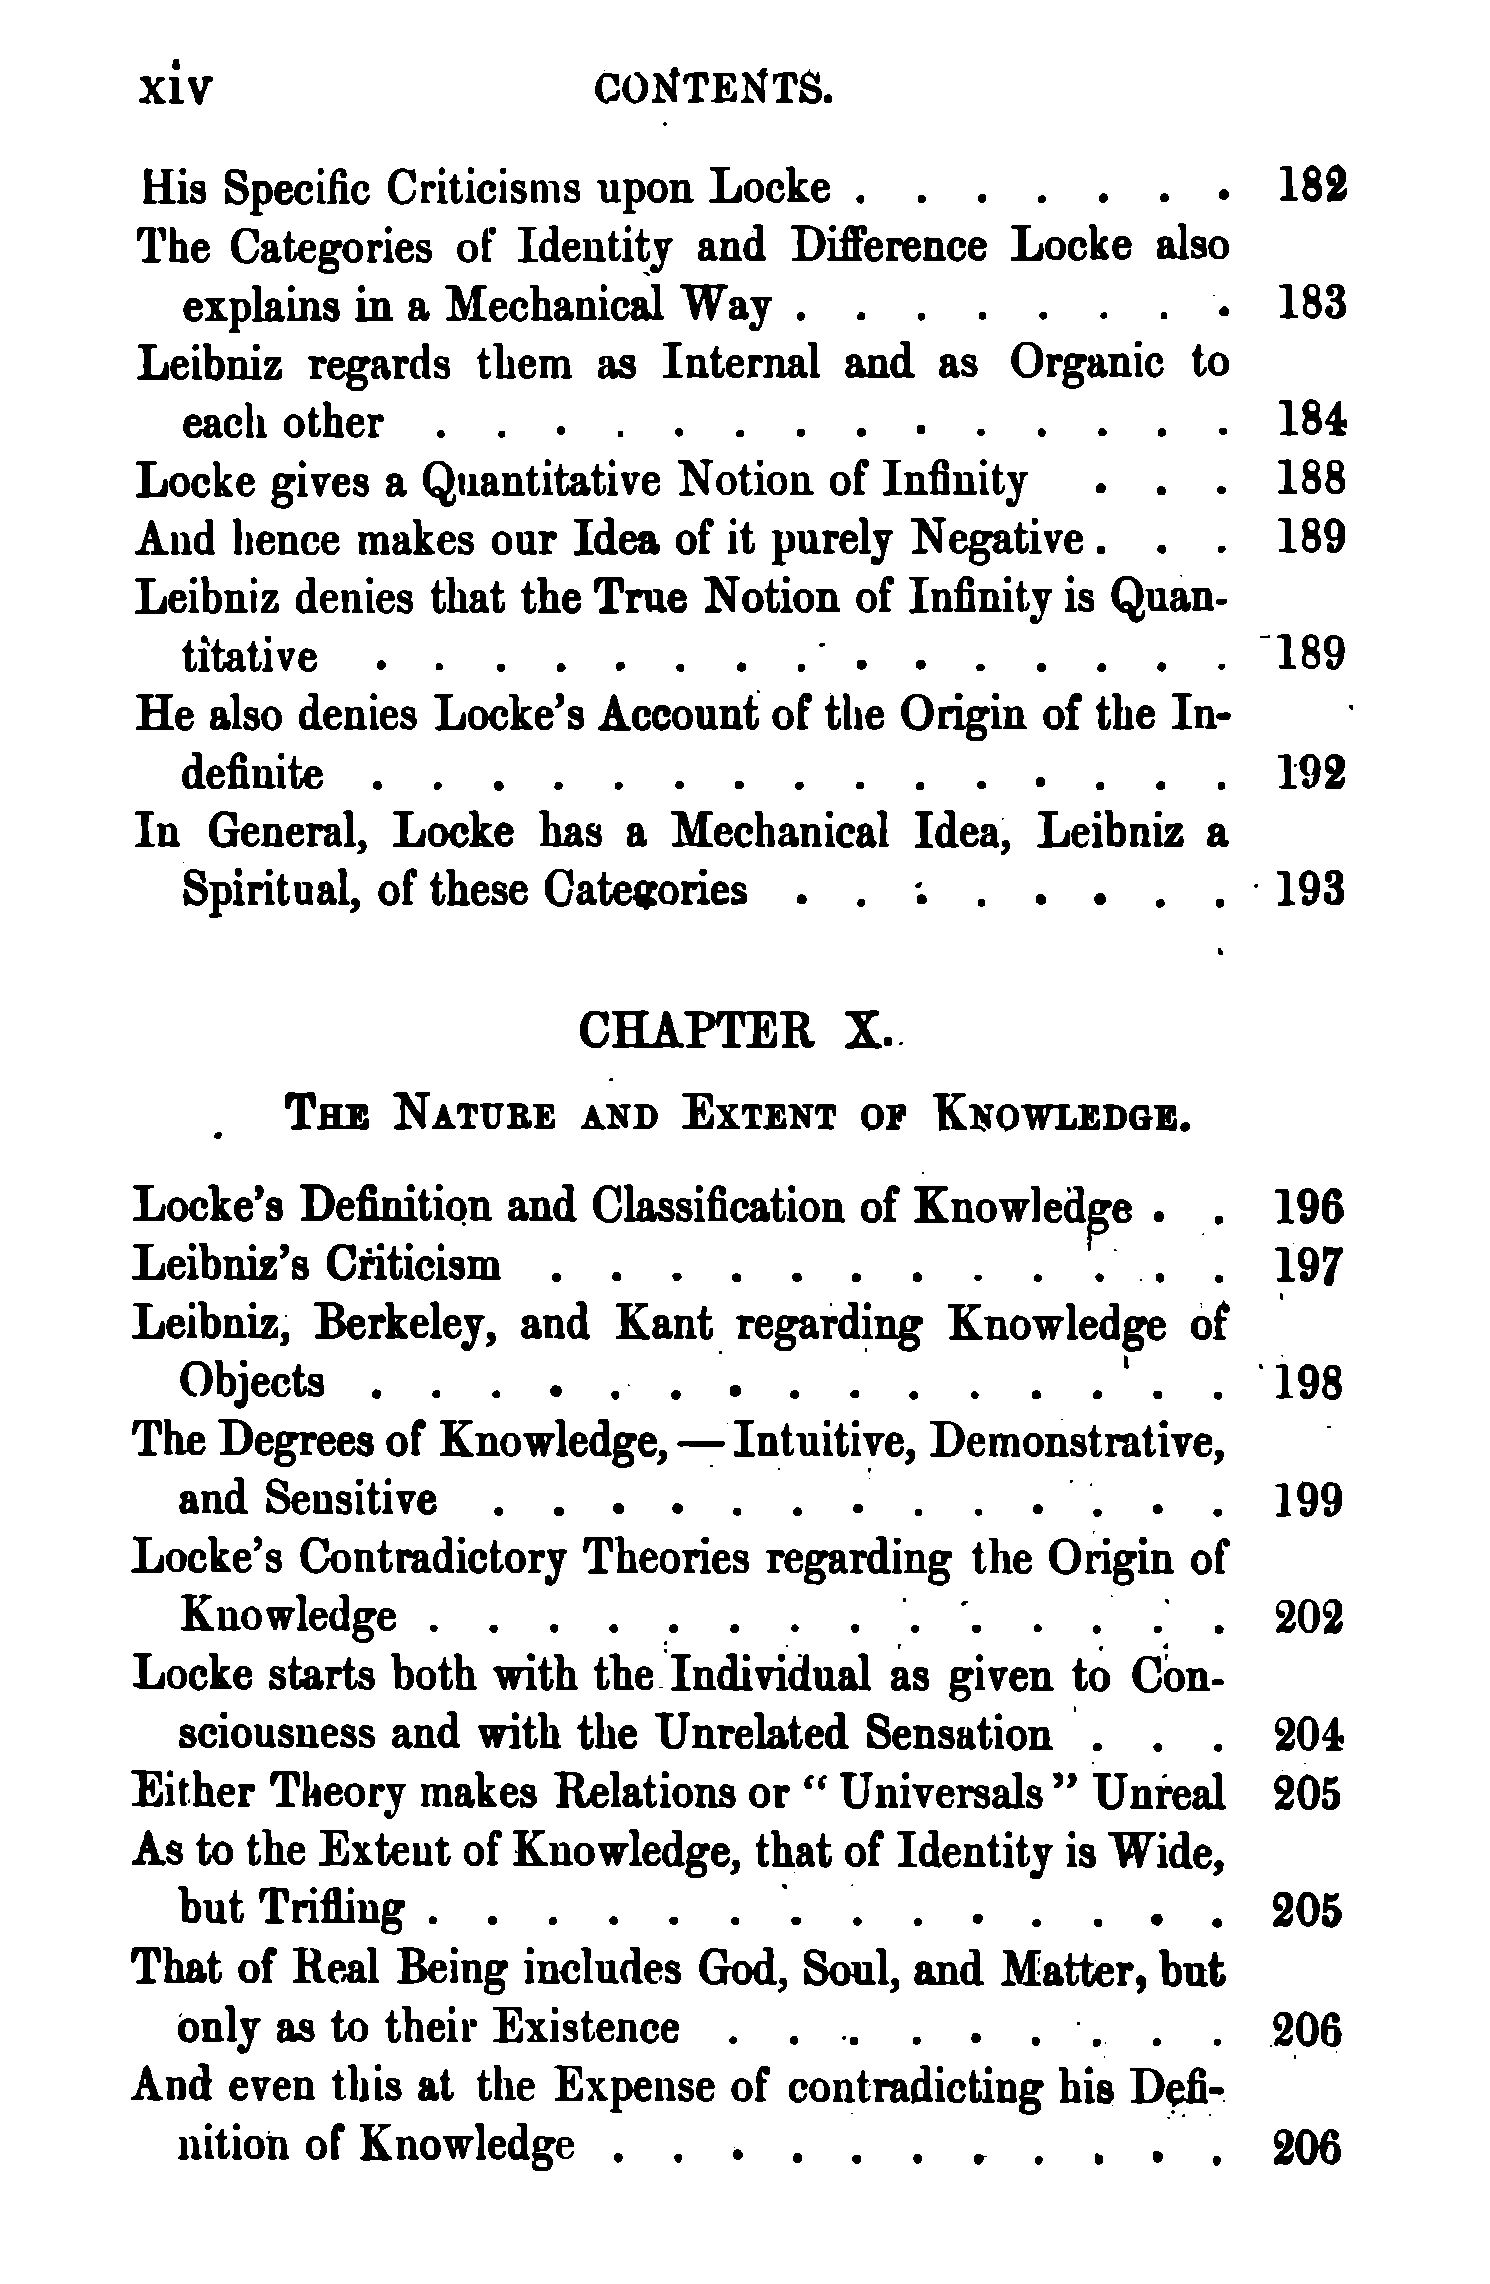 xiv CONTENTS.
His Specific Criticisms upon Locke . . . . . . . 182
The Categories of Identity and Difference Locke also
explains in a Mechanical Way . . . . . . . . 183
Leibniz regards them as Internal and as Organic to
each other . . . . . . . . . . . . . . 184
Locke gives a Quantitative Notion of Infinity . . . 188
And hence makes our Idea of it purely Negative . . . 189
Leibniz denies that the True Notion of Infinity is Quan-
titative . . . . . . . . . . . . . . . 189
He also denies Locke's Account of the Origin of the In-
definite . . . . . . . . . . . . . . . 192
In General, Locke has a Mechanical Idea, Leibniz a
Spiritual, of these Categories . . . . . . . . 193
CHAPTER X.
THE NATURE AND EXTENT OF KNOWLEDGE.
Locke's Definition and Classification of Knowledge . . 196
Leibniz's Criticism . . . . . . . . . . . . 197
Leibniz, Berkeley, and Kant regarding Knowledge of
Objects . . . . . . . . . . . . . . . 198
The Degrees of Knowledge, — Intuitive, Demonstrative,
and Sensitive . . . . . . . . . . . . . 199
Locke's Contradictory Theories regarding the Origin of
Knowledge . . . . . . . . . . . . . . 202
Locke starts both with the Individual as given to Con-
sciousness and with the Unrelated Sensation . . . 204
Either Theory makes Relations or “ Universals ” Unreal 205
As to the Extent of Knowledge, that of Identity is Wide,
but Trifling . . . . . . . . . . . . . . 205
That of Real Being includes God, Soul, and Matter, but
only as to their Existence . . . . . . . . . 206
And even this at the Expense of contradicting his Defi-
nition of Knowledge . . . . . . . . . . . 206